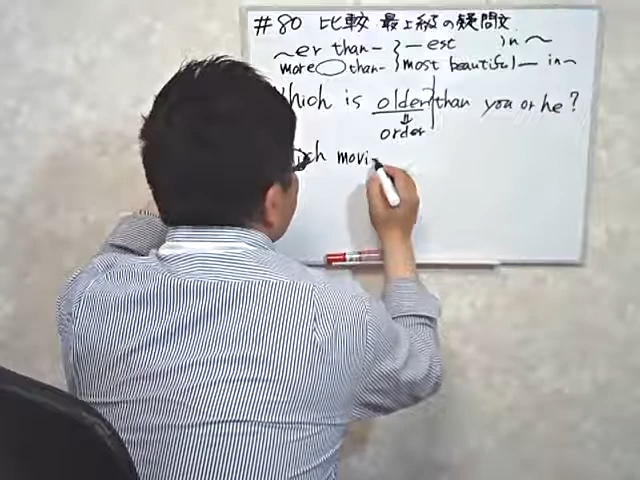 #80 比較 最上級の疑問文
～er than― } ―est in～
more ○ than― } most beautiful ― in～
Which is older than you or he?
⇓
order
ch movi